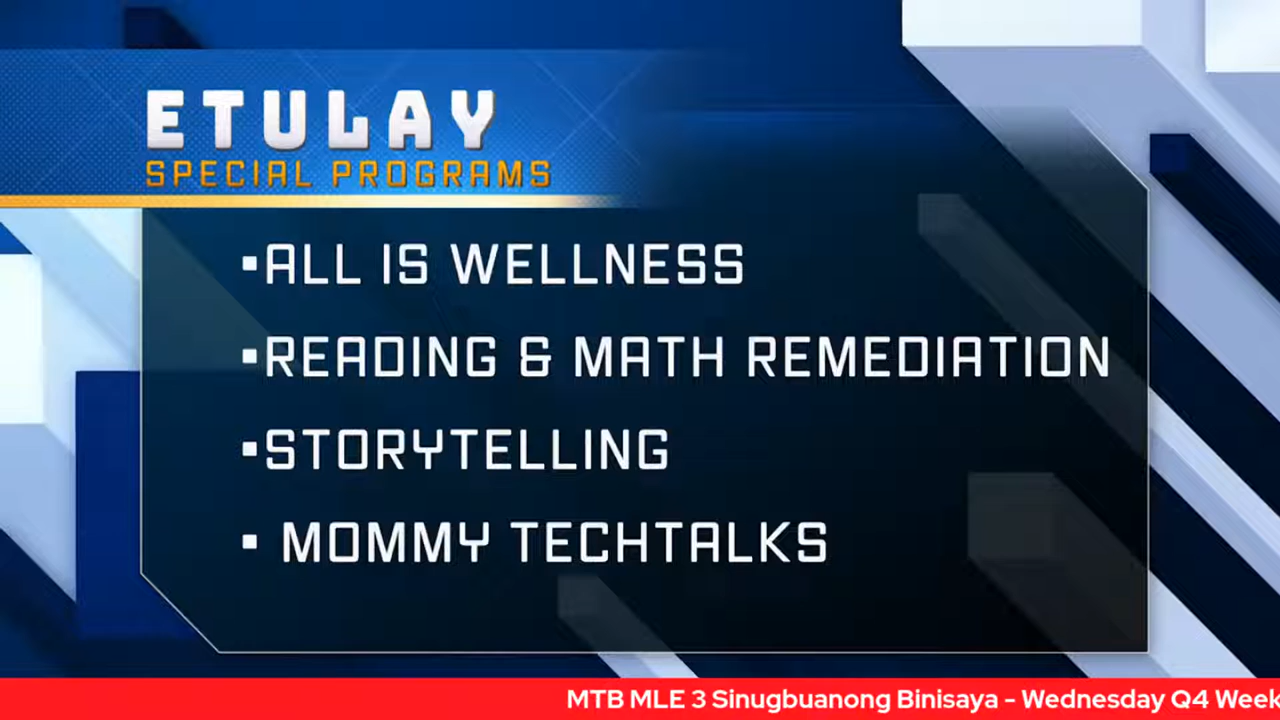 ETULAY
SPECIAL PROGRAMS
▪ALL IS WELLNESS
▪READING & MATH REMEDIATION
▪STORYTELLING
▪ MOMMY TECHTALKS
MTB MLE 3 Sinugbuanong Binisaya - Wednesday Q4 Week